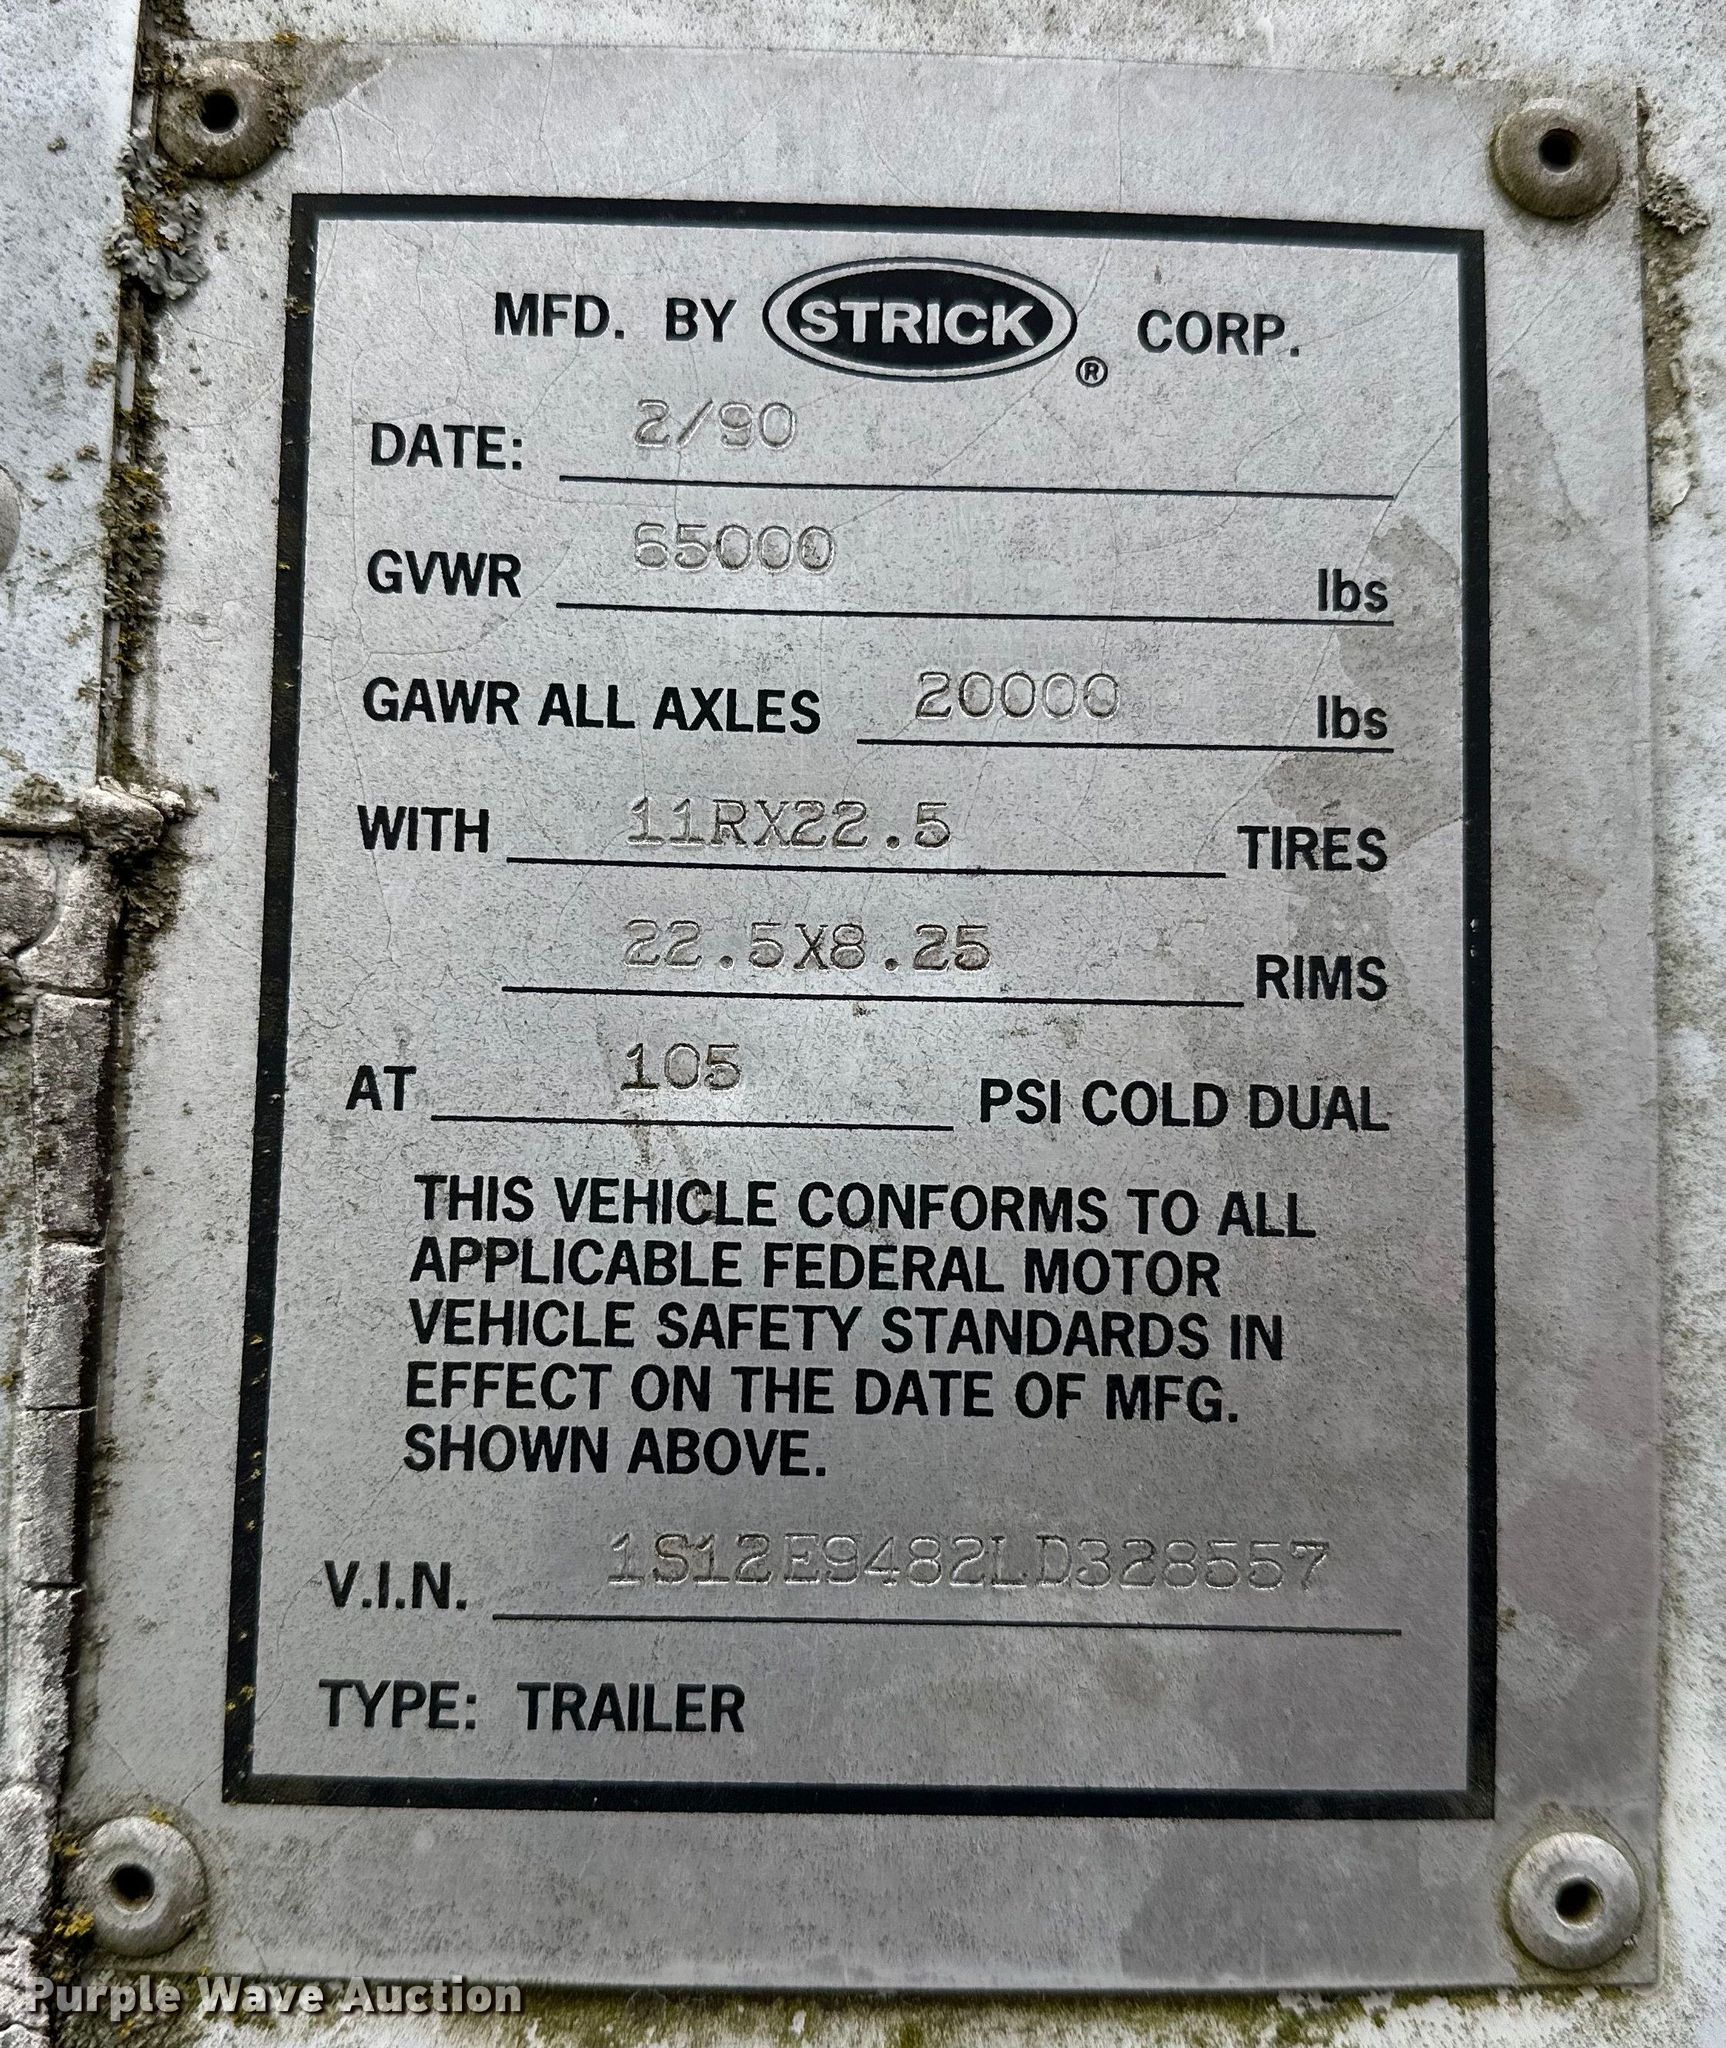 MFD. BY STRICK® CORP.
DATE: 2/90
GVWR 65000 lbs
GAWR ALL AXLES 20000 lbs
WITH 11RX22.5 TIRES
22.5X8.25 RIMS
AT 105 PSI COLD DUAL
THIS VEHICLE CONFORMS TO ALL
APPLICABLE FEDERAL MOTOR
VEHICLE SAFETY STANDARDS IN
EFFECT ON THE DATE OF MFG.
SHOWN ABOVE.
V.I.N. 1S12E9482LD328557
TYPE: TRAILER
Purple Wave Auction